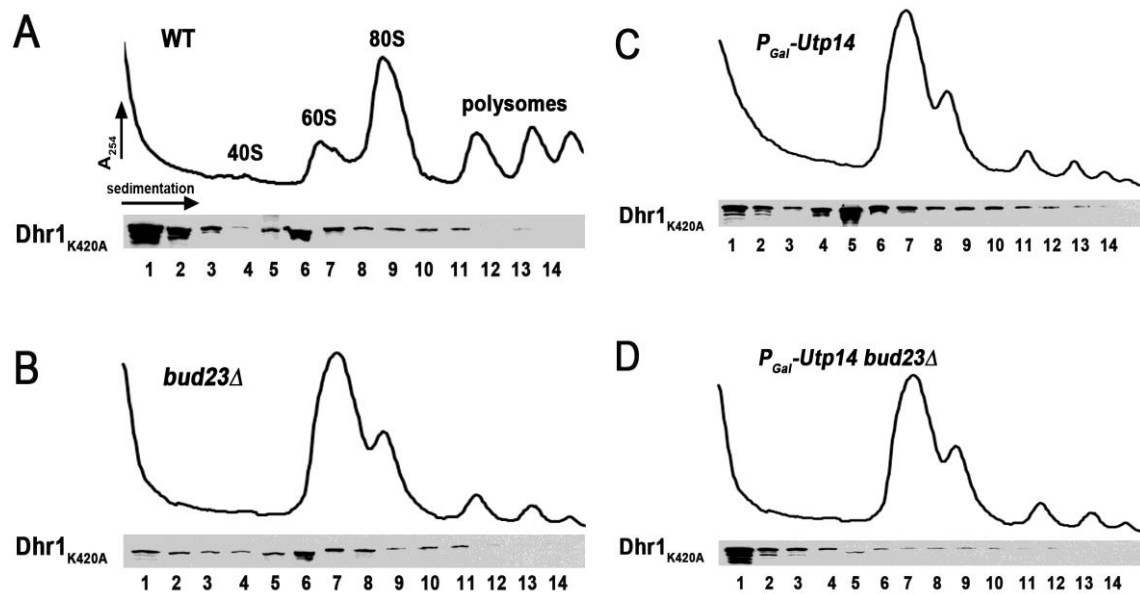 A
WT
80S
60S
polysomes
40S
A254
sedimentation
Dhr1K420A
1 2 3 4 5 6 7 8 9 10 11 12 13 14
B
bud23Δ
Dhr1K420A
1 2 3 4 5 6 7 8 9 10 11 12 13 14
C
PGal-Utp14
Dhr1K420A
1 2 3 4 5 6 7 8 9 10 11 12 13 14
D
PGal-Utp14 bud23Δ
Dhr1K420A
1 2 3 4 5 6 7 8 9 10 11 12 13 14